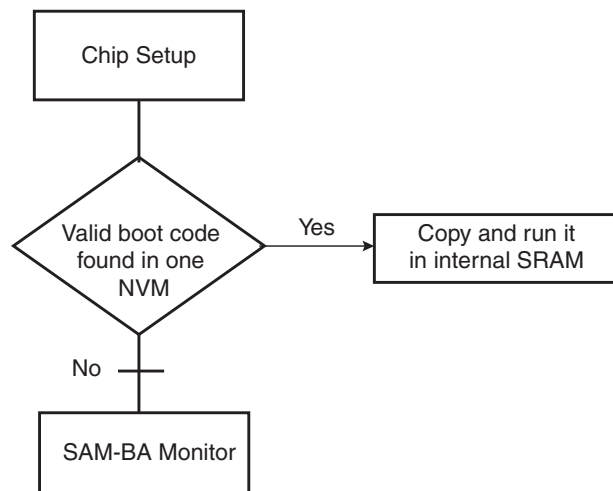 Chip Setup
Valid boot code
found in one
NVM
Yes
Copy and run it
in internal SRAM
No
SAM-BA Monitor